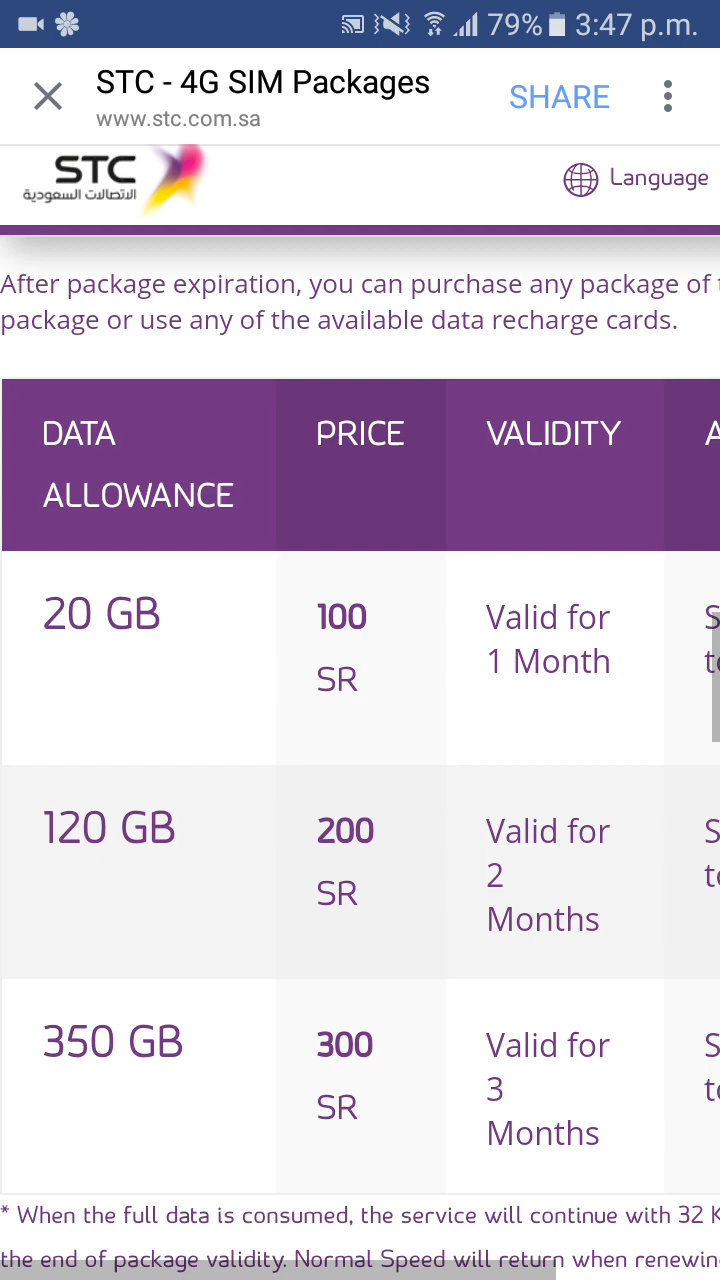 79% 3:47 p.m.
STC - 4G SIM Packages
www.stc.com.sa
SHARE
STC
الاتصالات السعودية
Language
After package expiration, you can purchase any package of
package or use any of the available data recharge cards.
DATA ALLOWANCE PRICE VALIDITY A
20 GB 100 SR Valid for 1 Month S
120 GB 200 SR Valid for 2 Months S
350 GB 300 SR Valid for 3 Months S
* When the full data is consumed, the service will continue with 32 K
the end of package validity. Normal Speed will return when renewin